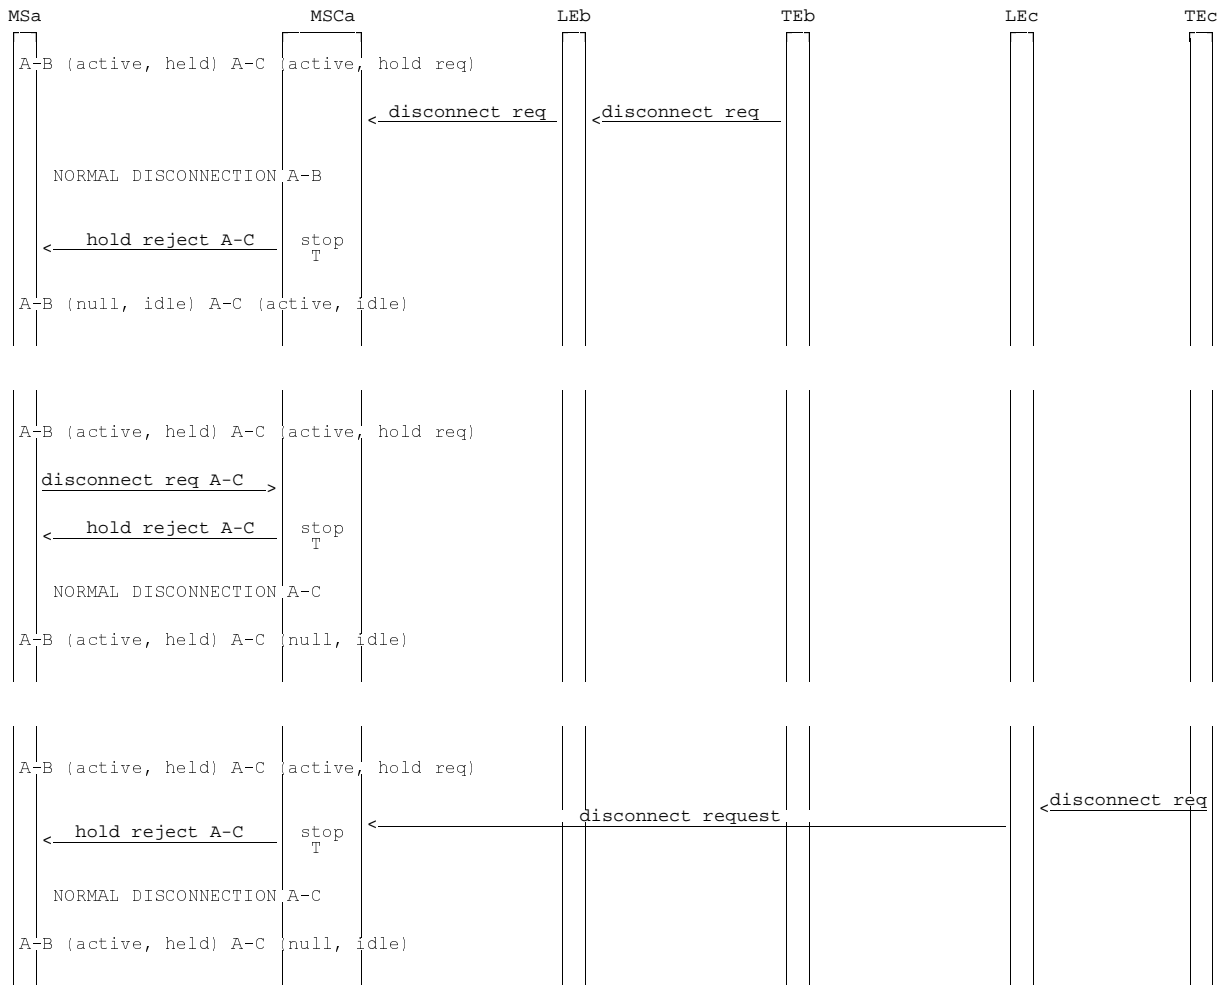 MSa MSCa LEb TEb LEc TEc
A-B (active, held) A-C (active, hold req)
disconnect req disconnect req
NORMAL DISCONNECTION A-B
hold reject A-C stop
T
A-B (null, idle) A-C (active, idle)
A-B (active, held) A-C (active, hold req)
disconnect req A-C
hold reject A-C stop
T
NORMAL DISCONNECTION A-C
A-B (active, held) A-C (null, idle)
A-B (active, held) A-C (active, hold req)
disconnect req
disconnect request
hold reject A-C stop
T
NORMAL DISCONNECTION A-C
A-B (active, held) A-C (null, idle)